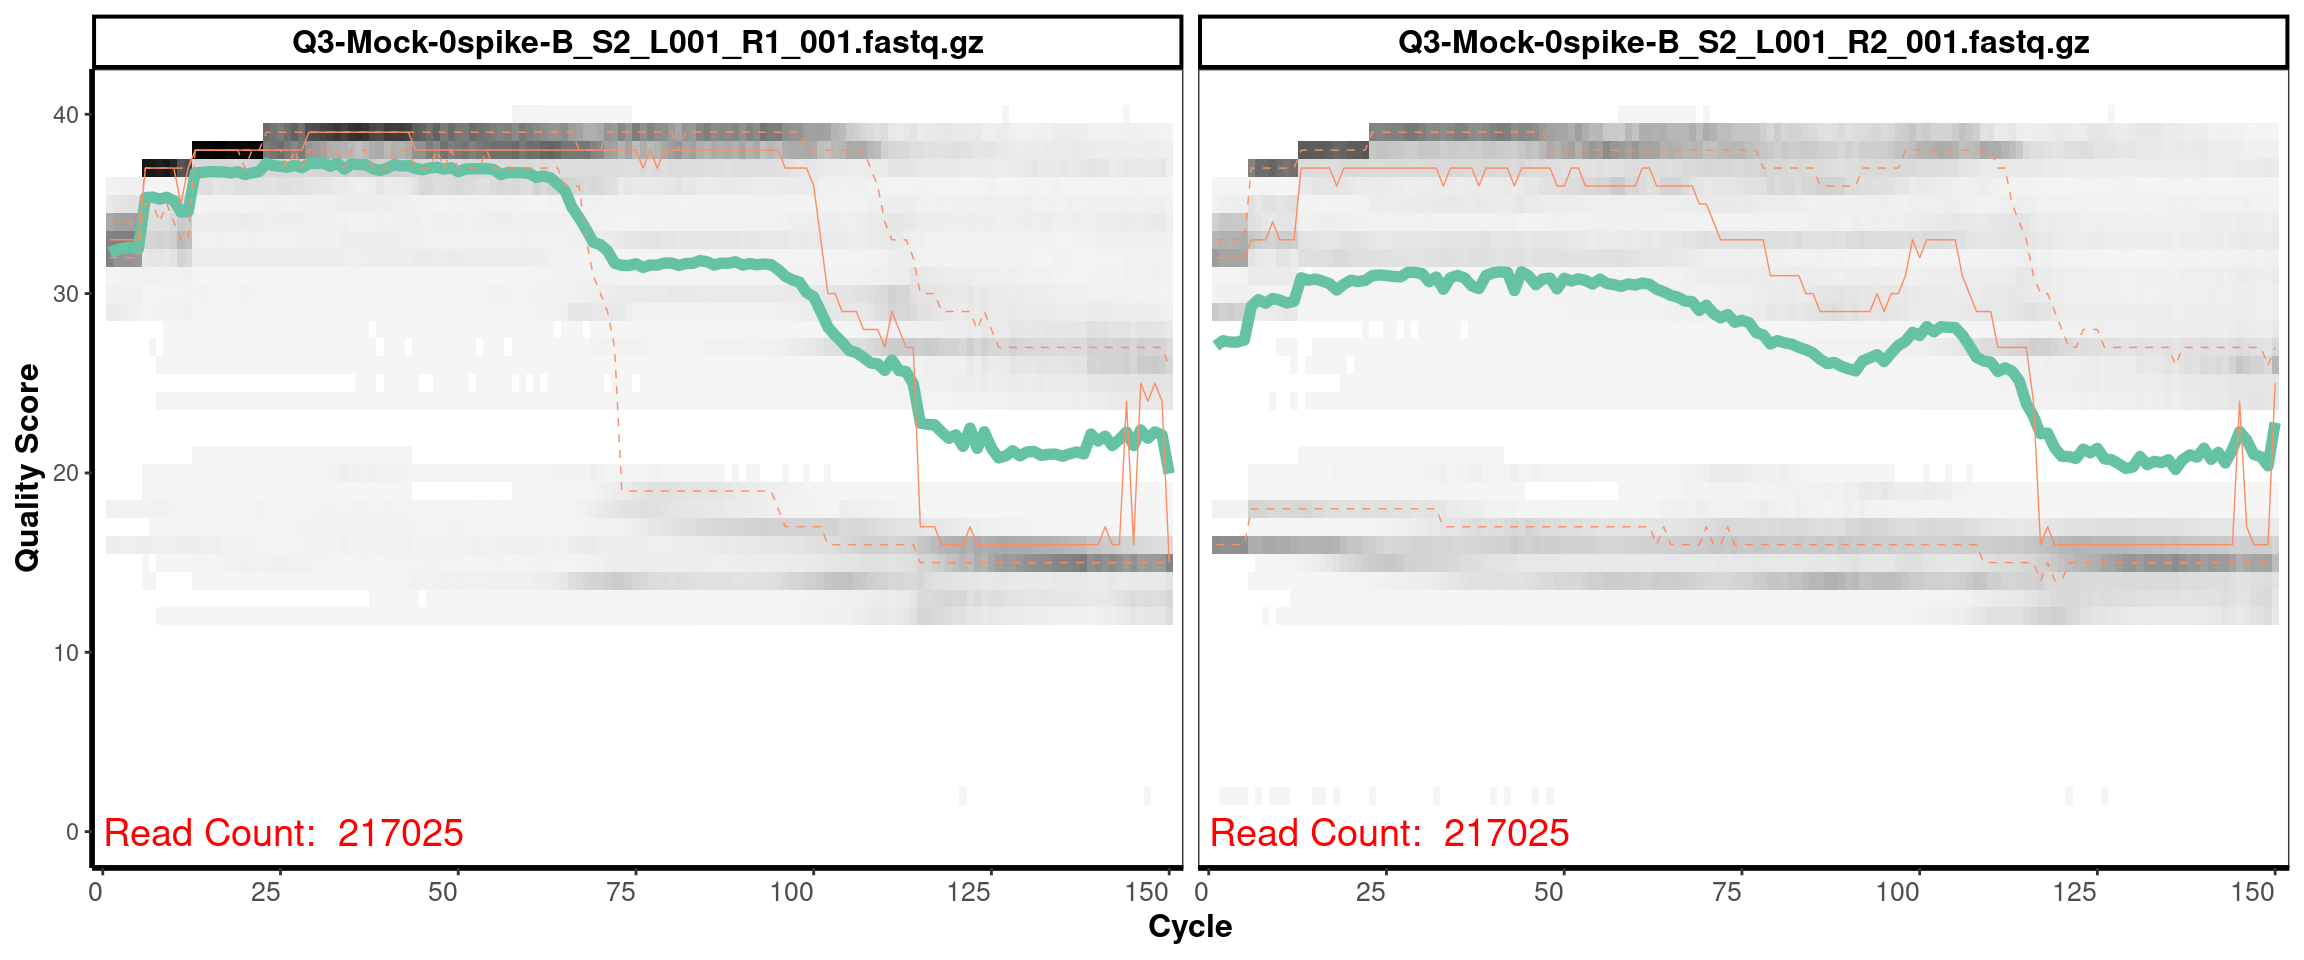 Q3-Mock-0spike-B_S2_L001_R1_001.fastq.gz
Q3-Mock-0spike-B_S2_L001_R2_001.fastq.gz
Quality Score
40
30
20
10
0
Read Count: 217025
Read Count: 217025
0 25 50 75 100 125 150
0 25 50 75 100 125 150
Cycle